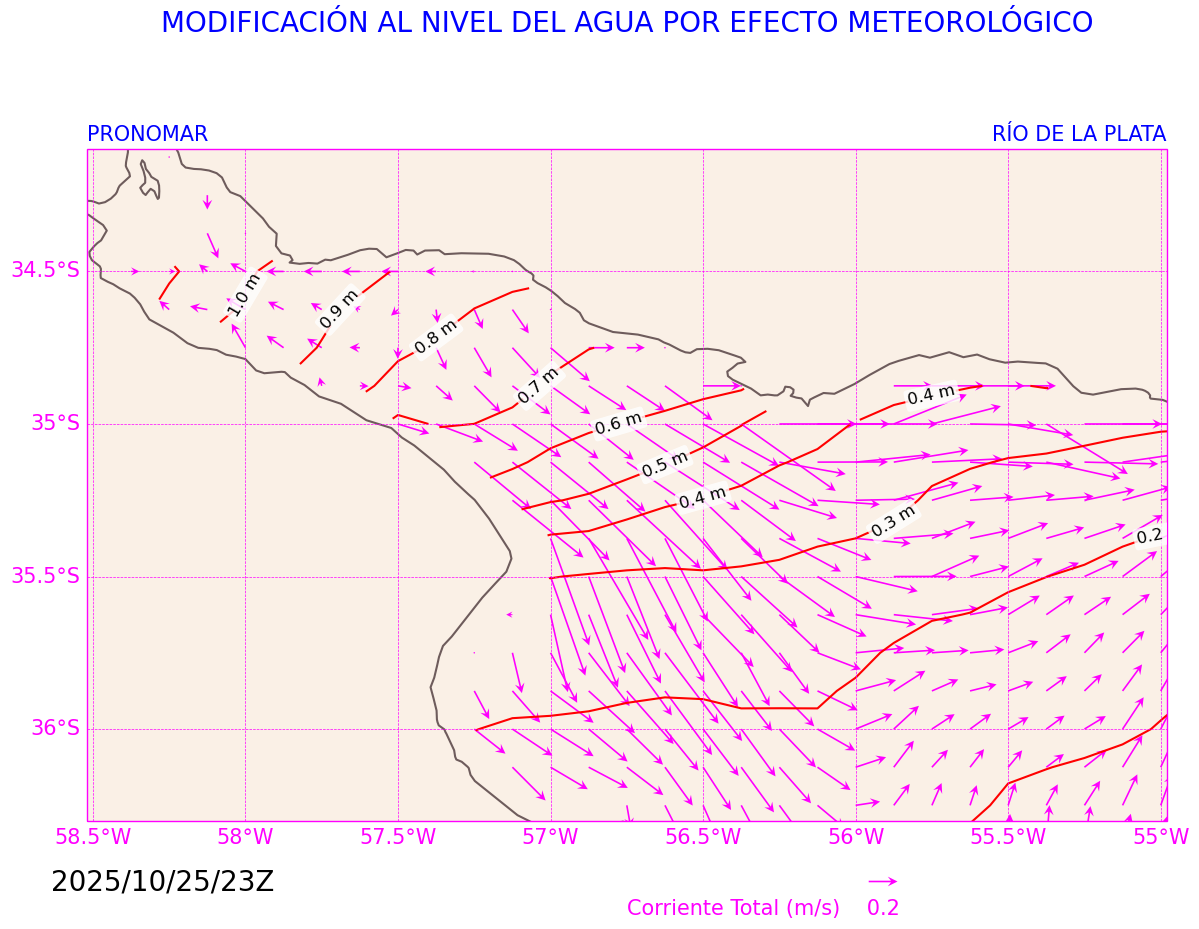 MODIFICACIÓN AL NIVEL DEL AGUA POR EFECTO METEOROLÓGICO
PRONOMAR
RÍO DE LA PLATA
34.5°S
35°S
35.5°S
36°S
1.0 m
0.9 m
0.8 m
0.7 m
0.6 m
0.5 m
0.4 m
0.4 m
0.3 m
0.2
58.5°W 58°W 57.5°W 57°W 56.5°W 56°W 55.5°W 55°W
2025/10/25/23Z
Corriente Total (m/s) 0.2